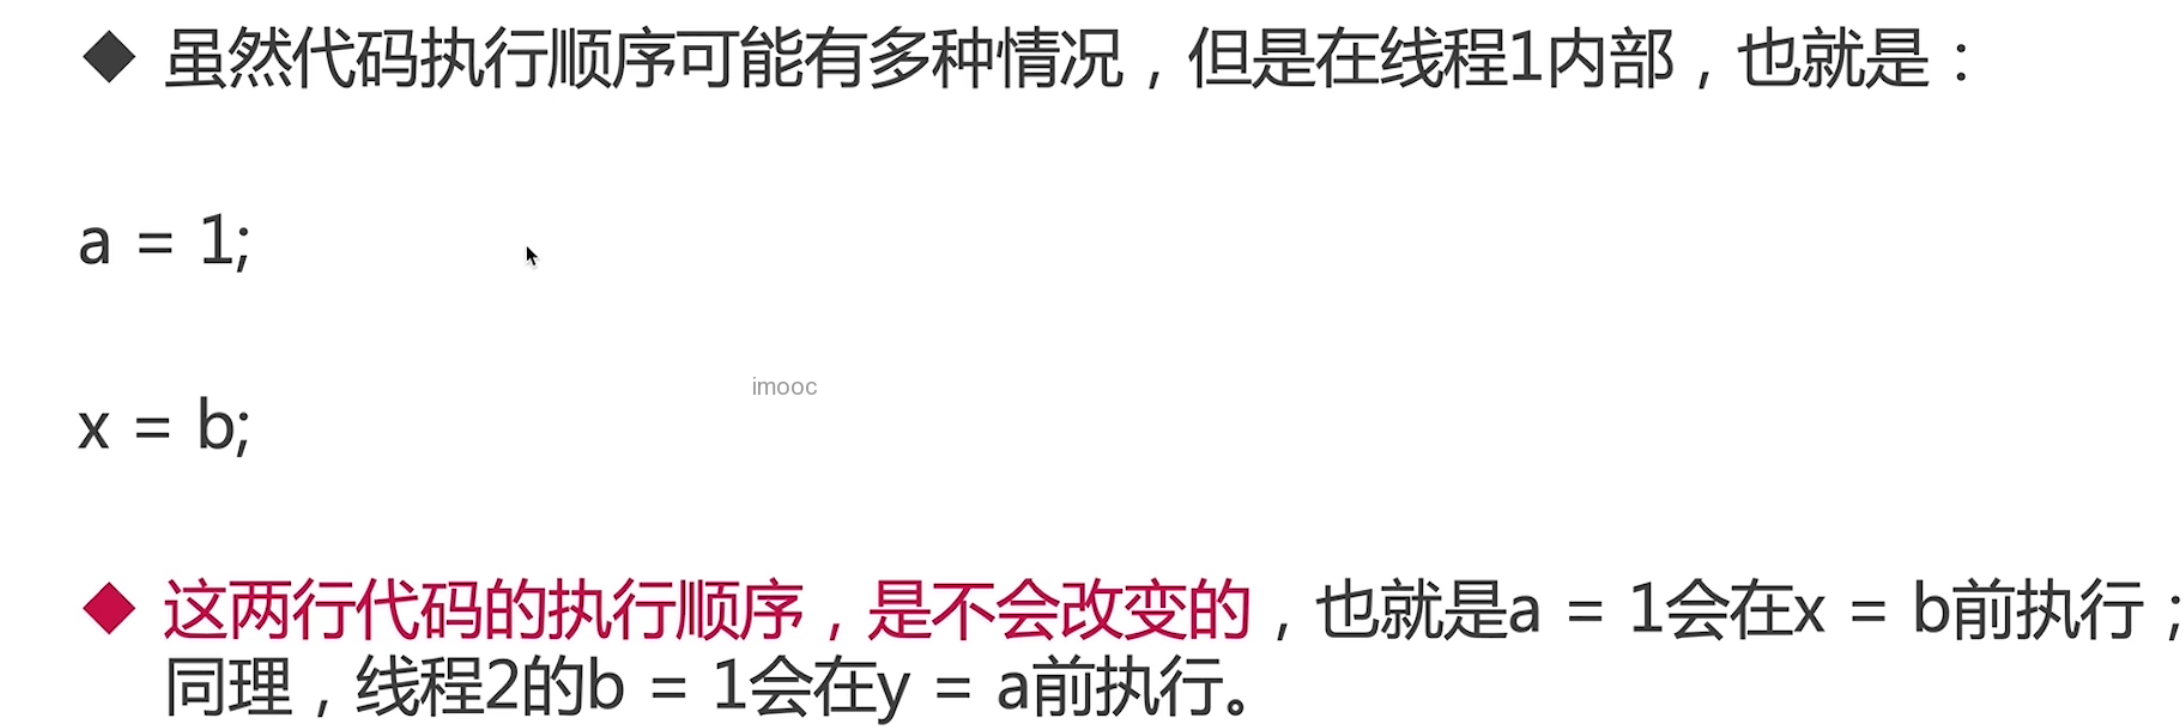 虽然代码执行顺序可能有多种情况，但是在线程1内部，也就是：
a = 1;
imooc
x = b;
这两行代码的执行顺序，是不会改变的，也就是a = 1会在x = b前执行；
同理，线程2的b = 1会在y = a前执行。